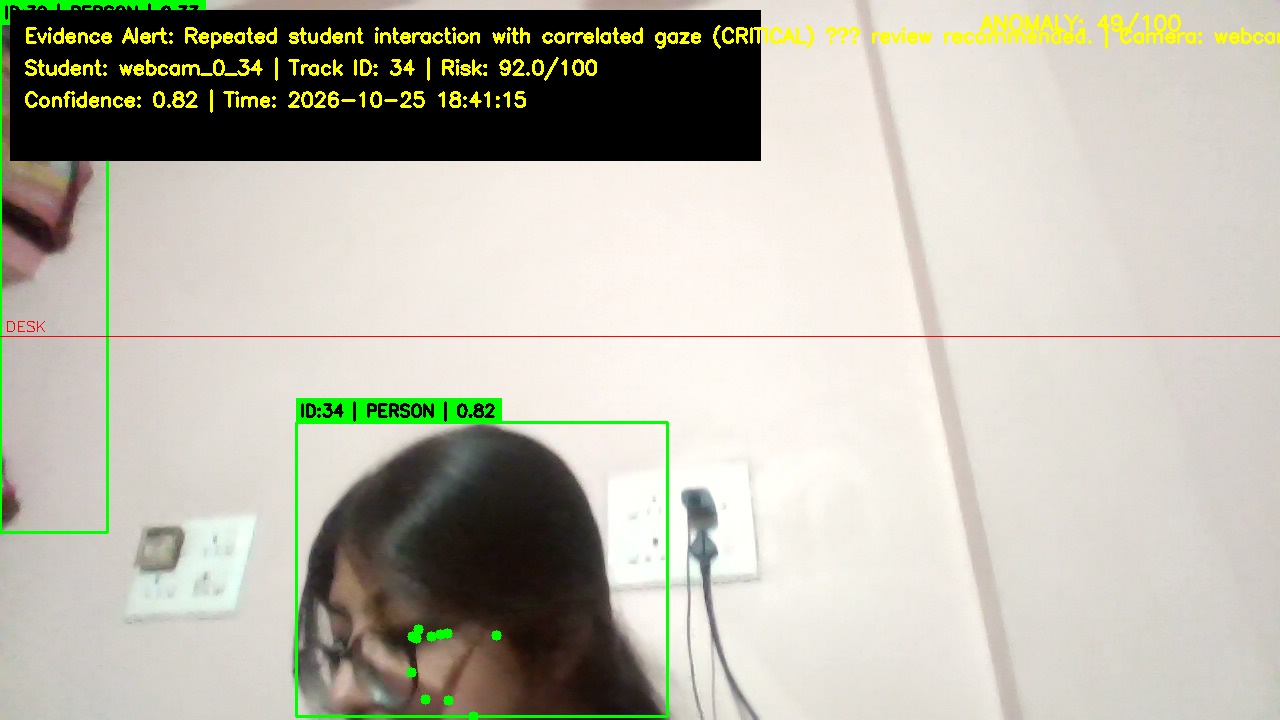 ANOMALY: 49/100
Evidence Alert: Repeated student interaction with correlated gaze (CRITICAL) ??? review recommended. | Camera: webcam
Student: webcam_0_34 | Track ID: 34 | Risk: 92.0/100
Confidence: 0.82 | Time: 2026-10-25 18:41:15
DESK
ID:34 | PERSON | 0.82